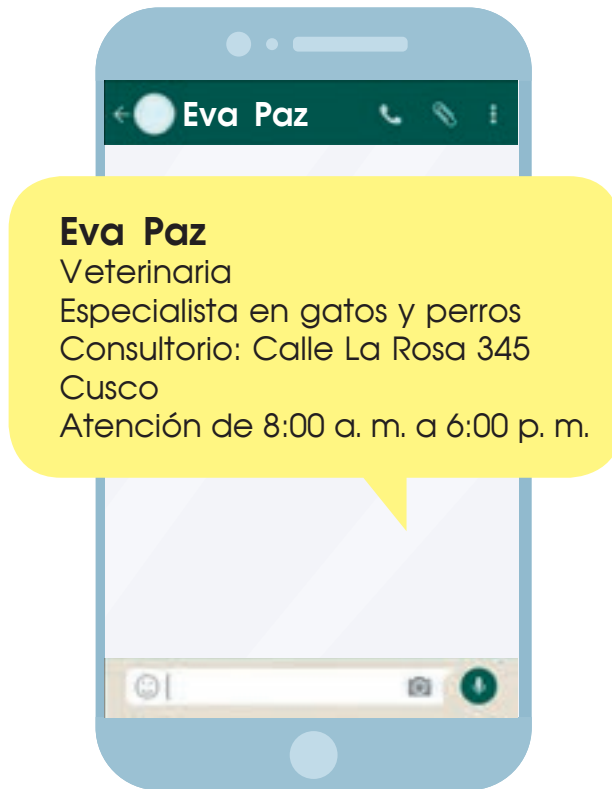 Eva Paz
Eva Paz
Veterinaria
Especialista en gatos y perros
Consultorio: Calle La Rosa 345
Cusco
Atención de 8:00 a. m. a 6:00 p. m.